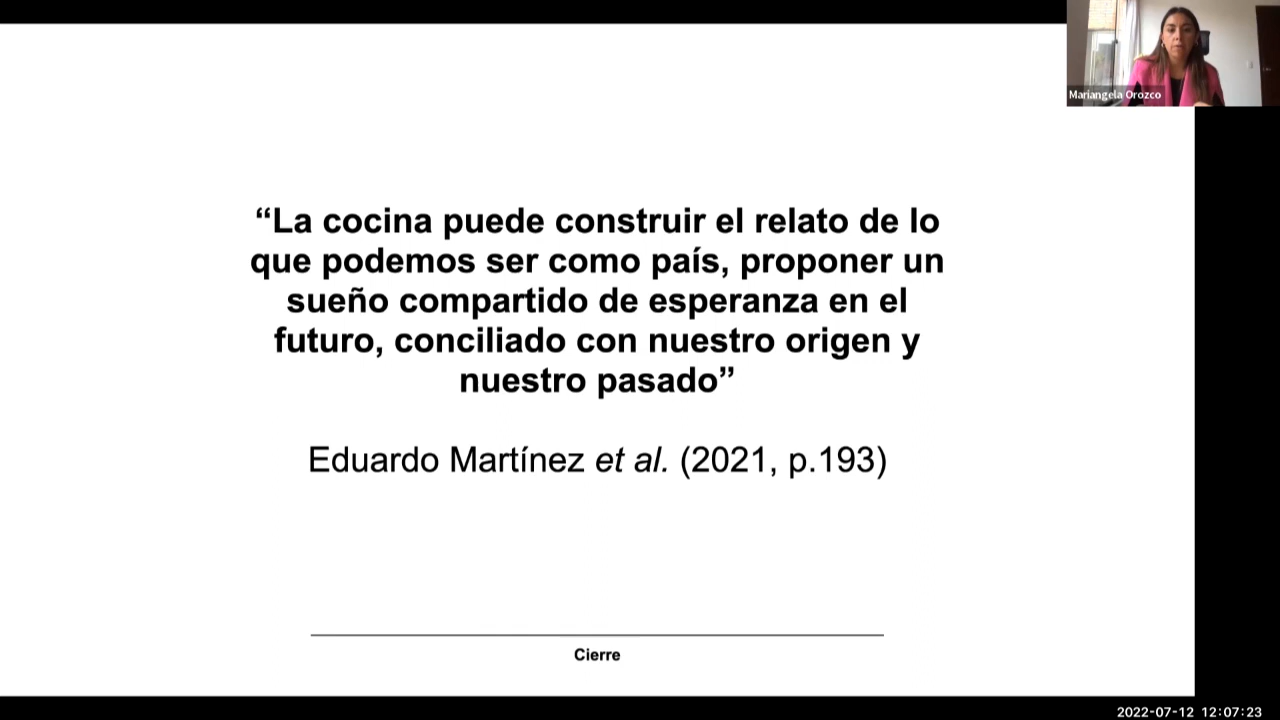 Mariangela Orozco
“La cocina puede construir el relato de lo
que podemos ser como país, proponer un
sueño compartido de esperanza en el
futuro, conciliado con nuestro origen y
nuestro pasado”
Eduardo Martínez et al. (2021, p.193)
Cierre
2022-07-12 12:07:23